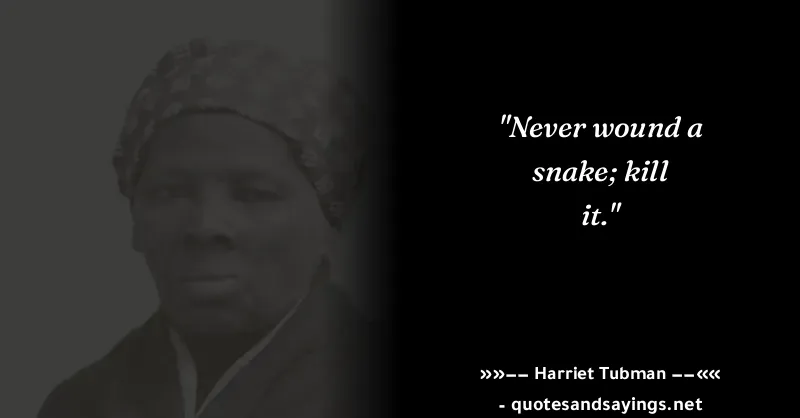 "Never wound a
snake; kill
it."
»»−− Harriet Tubman −−««
- quotesandsayings.net